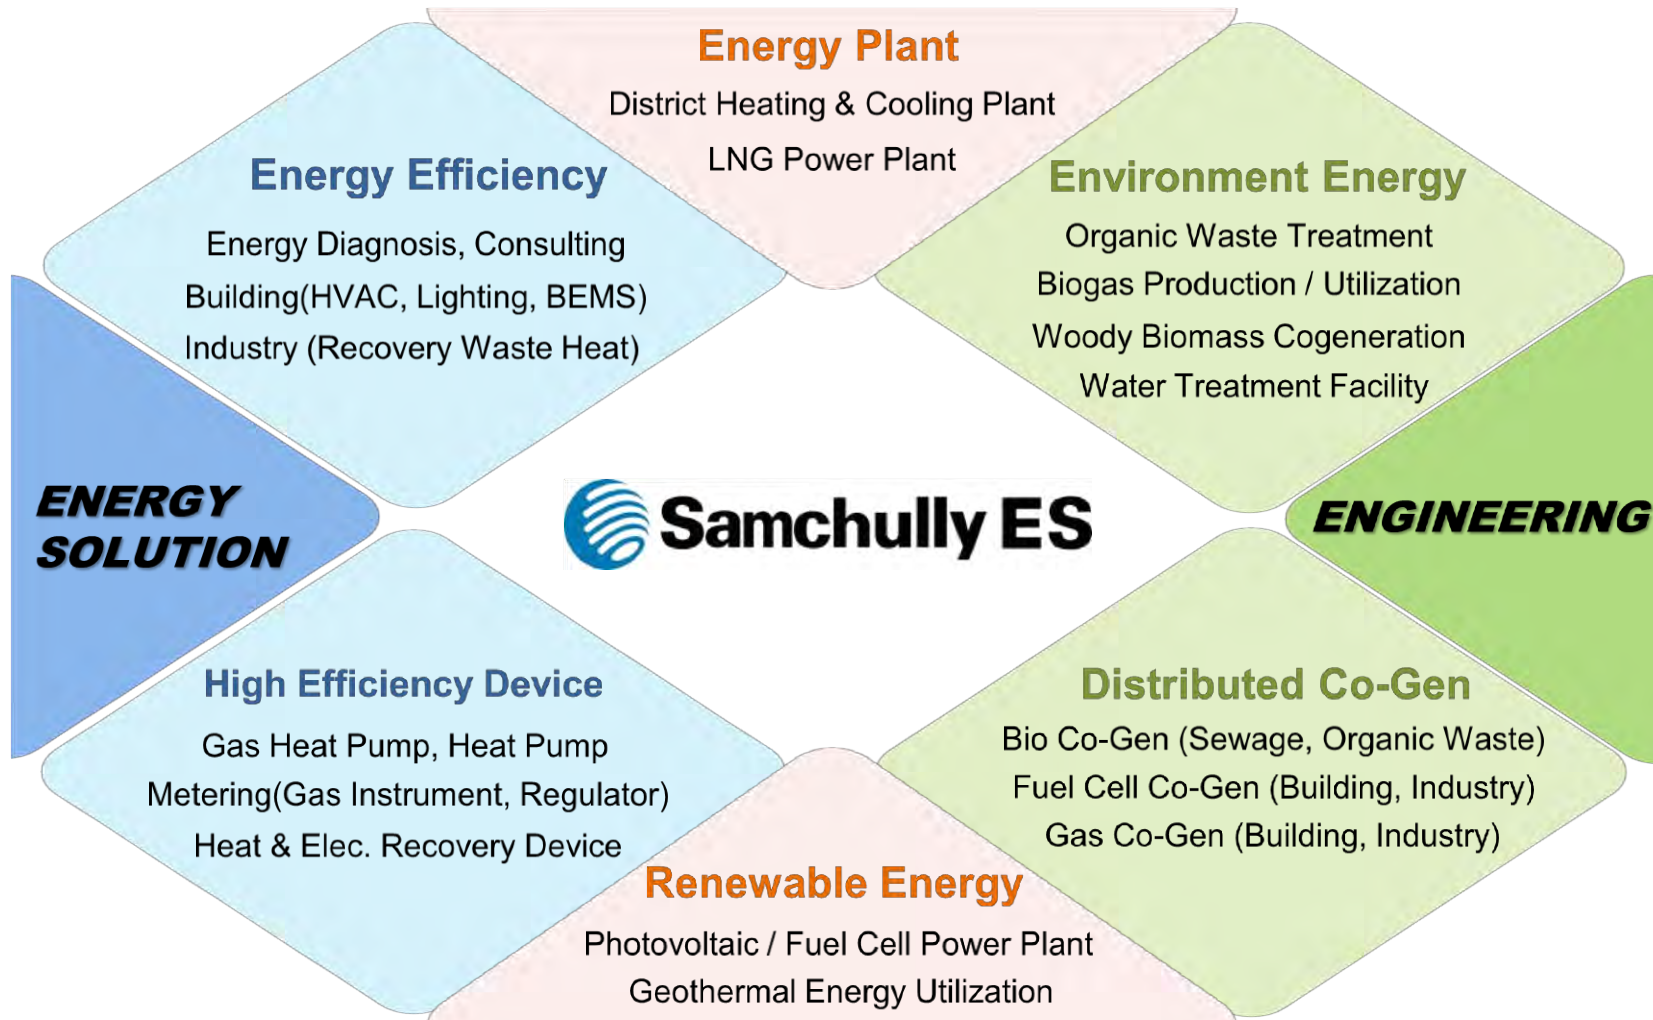 Energy Plant
District Heating & Cooling Plant
LNG Power Plant
Energy Efficiency
Energy Diagnosis, Consulting
Building(HVAC, Lighting, BEMS)
Industry (Recovery Waste Heat)
Environment Energy
Organic Waste Treatment
Biogas Production / Utilization
Woody Biomass Cogeneration
Water Treatment Facility
ENERGY
SOLUTION
Samchully ES
ENGINEERING
High Efficiency Device
Gas Heat Pump, Heat Pump
Metering(Gas Instrument, Regulator)
Heat & Elec. Recovery Device
Distributed Co-Gen
Bio Co-Gen (Sewage, Organic Waste)
Fuel Cell Co-Gen (Building, Industry)
Gas Co-Gen (Building, Industry)
Renewable Energy
Photovoltaic / Fuel Cell Power Plant
Geothermal Energy Utilization